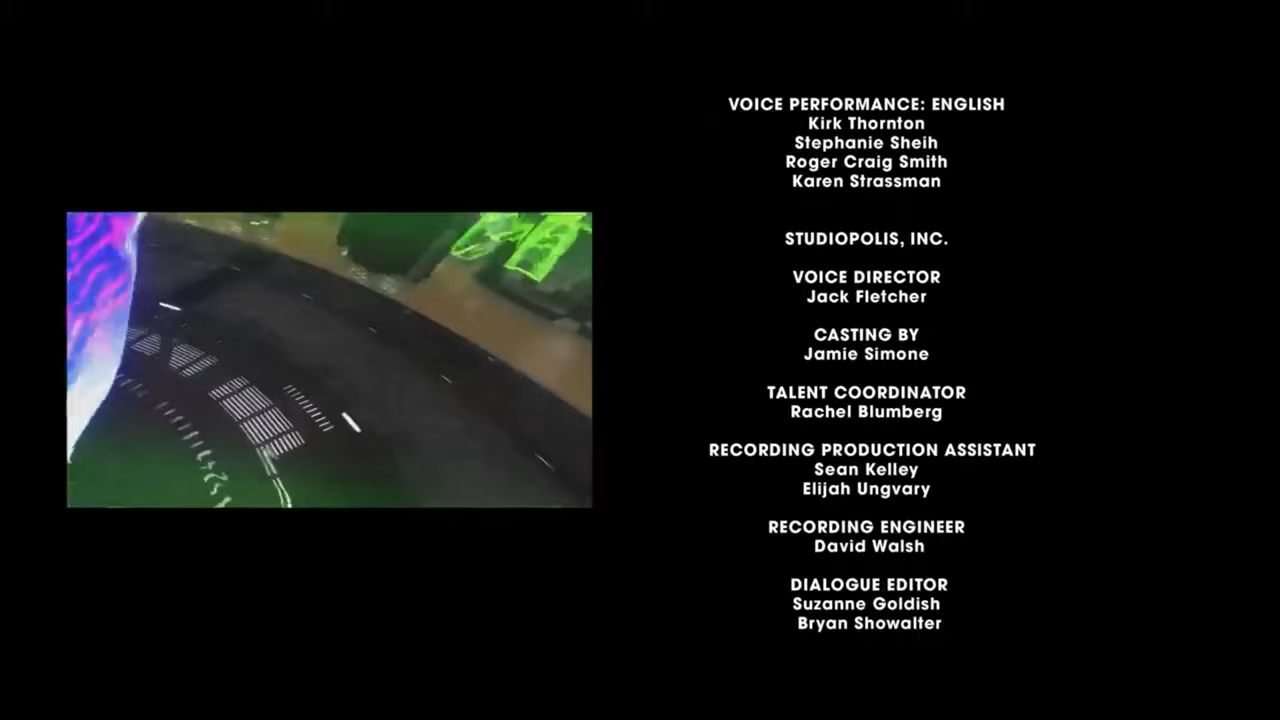 VOICE PERFORMANCE: ENGLISH
Kirk Thornton
Stephanie Sheih
Roger Craig Smith
Karen Strassman
STUDIOPOLIS, INC.
VOICE DIRECTOR
Jack Fletcher
CASTING BY
Jamie Simone
TALENT COORDINATOR
Rachel Blumberg
RECORDING PRODUCTION ASSISTANT
Sean Kelley
Elijah Ungvary
RECORDING ENGINEER
David Walsh
DIALOGUE EDITOR
Suzanne Goldish
Bryan Showalter